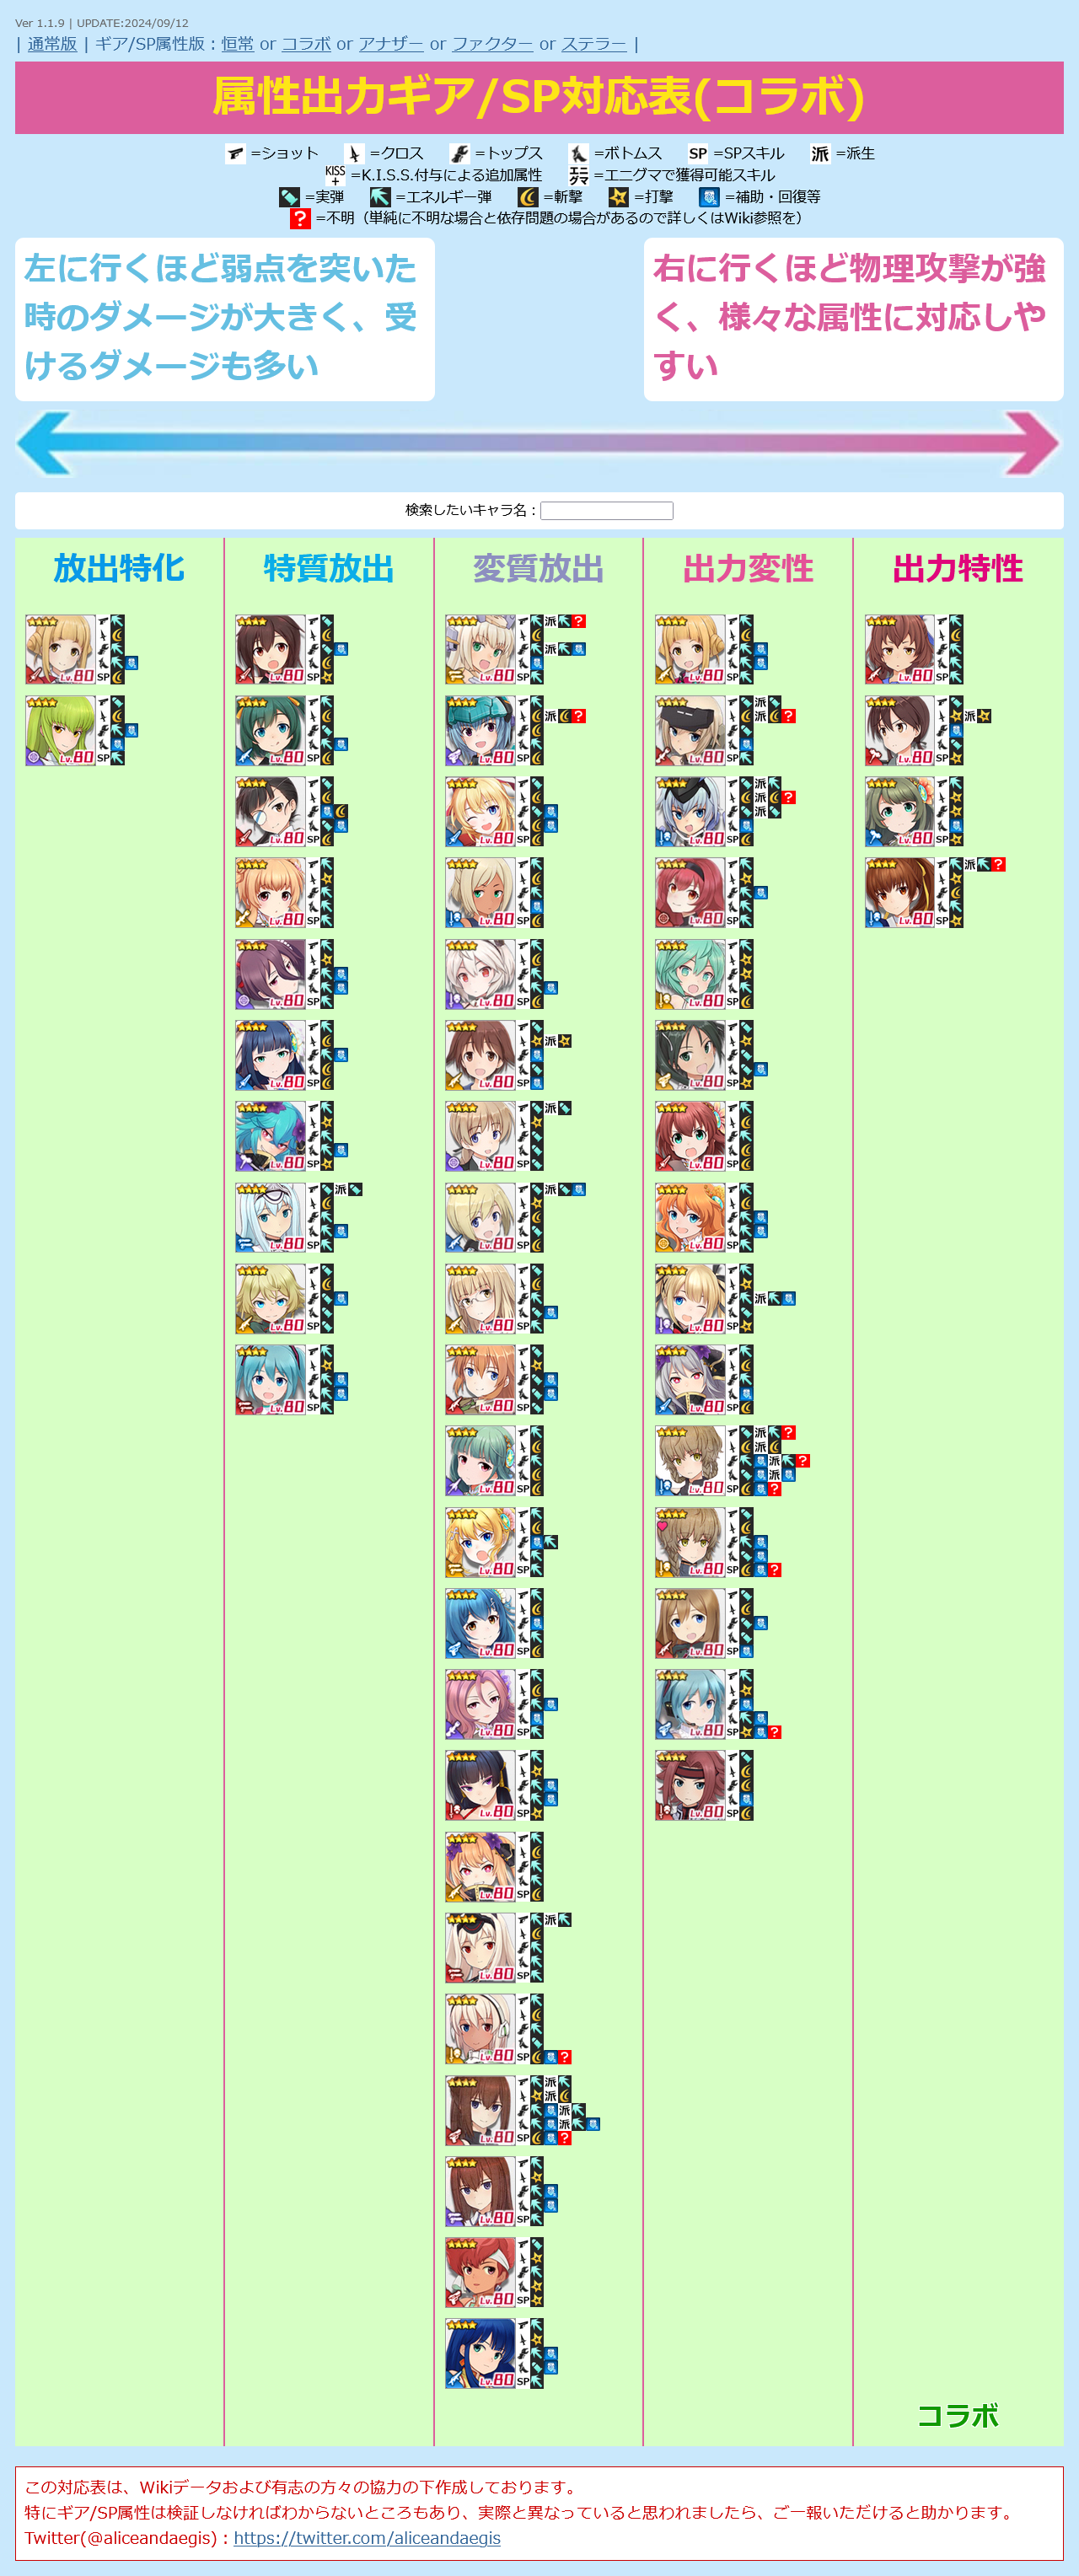 Ver 1.1.9 | UPDATE:2024/09/12
| 通常版 | ギア/SP属性版 : 恒常 or コラボ or アナザー or ファクター or ステラー |
属性出力ギア/SP対応表(コラボ)
=ショット =クロス =トップス =ボトムス SP =SPスキル 派 =派生
KISS+ =K.I.S.S.付与による追加属性 エニグマ =エニグマで獲得可能スキル
=実弾 =エネルギー弾 =斬撃 =打撃 =補助・回復等
? =不明（単純に不明な場合と依存問題の場合があるので詳しくはWiki参照を）
左に行くほど弱点を突いた
時のダメージが大きく、受
けるダメージも多い
右に行くほど物理攻撃が強
く、様々な属性に対応しや
すい
検索したいキャラ名 :
放出特化 特質放出 変質放出 出力変性 出力特性
コラボ
この対応表は、Wikiデータおよび有志の方々の協力の下作成しております。
特にギア/SP属性は検証しなければわからないところもあり、実際と異なっていると思われましたら、ご一報いただけると助かります。
Twitter(@aliceandaegis) : https://twitter.com/aliceandaegis